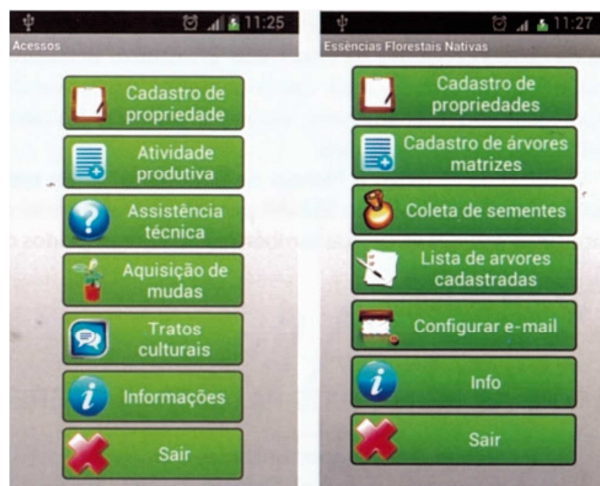 11:25
Acessos
Cadastro de
propriedade
Atividade
produtiva
Assistência
técnica
Aquisição de
mudas
Tratos
culturais
Informações
Sair
11:27
Essências Florestais Nativas
Cadastro de
propriedades
Cadastro de árvores
matrizes
Coleta de sementes
Lista de arvores
cadastradas
Configurar e-mail
Info
Sair